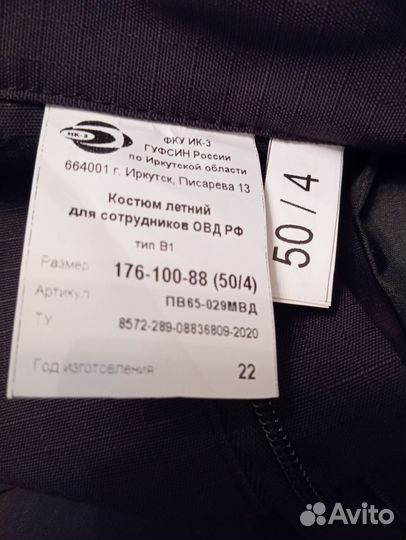 ИК-3
ФКУ ИК-3
ГУФСИН России
по Иркутской области
664001 г. Иркутск, Писарева 13
Костюм летний
для сотрудников ОВД РФ
тип В1
Размер 176-100-88 (50/4)
Артикул ПВ65-029МВД
ТУ 8572-289-08836809-2020
Год изготовления 22
50 / 4
Avito